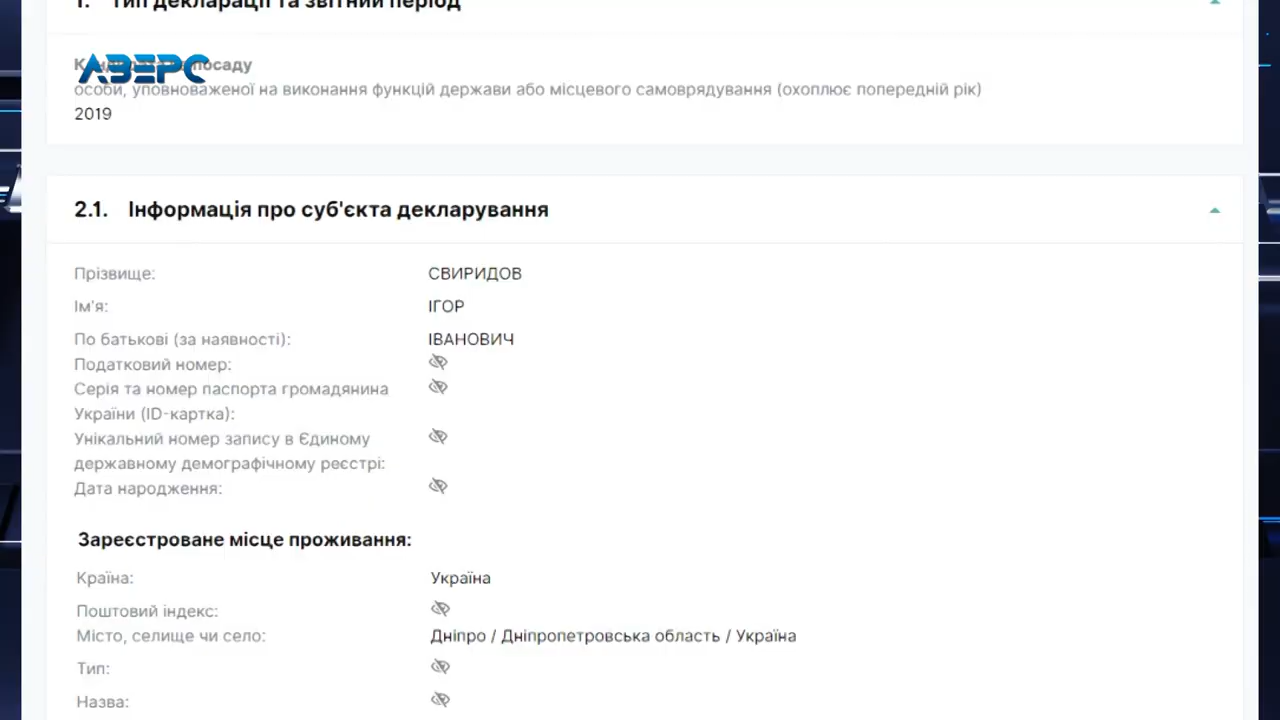 1. Тип декларації та звітний період
АВЕРС
посаду
особи, уповноваженої на виконання функцій держави або місцевого самоврядування (охоплює попередній рік)
2019
2.1. Інформація про суб'єкта декларування
Прізвище: СВИРИДОВ
Ім'я: ІГОР
По батькові (за наявності): ІВАНОВИЧ
Податковий номер:
Серія та номер паспорта громадянина
України (ID-картка):
Унікальний номер запису в Єдиному
державному демографічному реєстрі:
Дата народження:
Зареєстроване місце проживання:
Країна: Україна
Поштовий індекс:
Місто, селище чи село: Дніпро / Дніпропетровська область / Україна
Тип:
Назва: